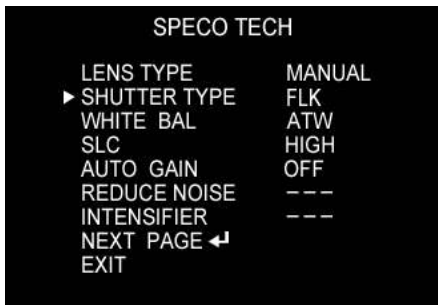 SPECO TECH
LENS TYPE MANUAL
▶ SHUTTER TYPE FLK
WHITE BAL ATW
SLC HIGH
AUTO GAIN OFF
REDUCE NOISE – – –
INTENSIFIER – – –
NEXT PAGE ↵
EXIT